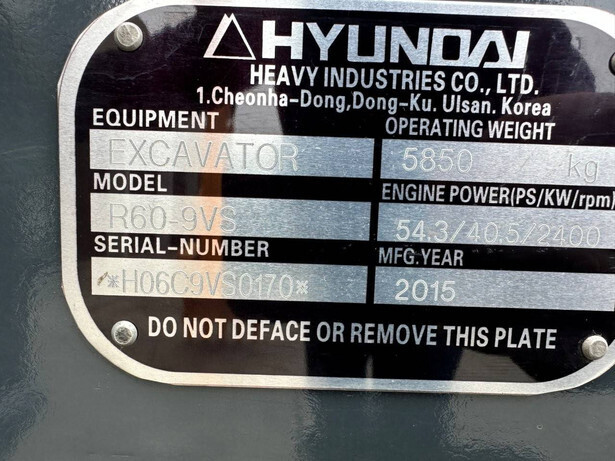 HYUNDAI
HEAVY INDUSTRIES CO., LTD.
1.Cheonha-Dong,Dong-Ku. Ulsan. Korea
EQUIPMENT
EXCAVATOR
OPERATING WEIGHT
5850 kg
MODEL
R60-9VS
ENGINE POWER(PS/KW/rpm)
54.3/40.5/2400
SERIAL-NUMBER
*H06C9VS0170*
MFG.YEAR
2015
DO NOT DEFACE OR REMOVE THIS PLATE